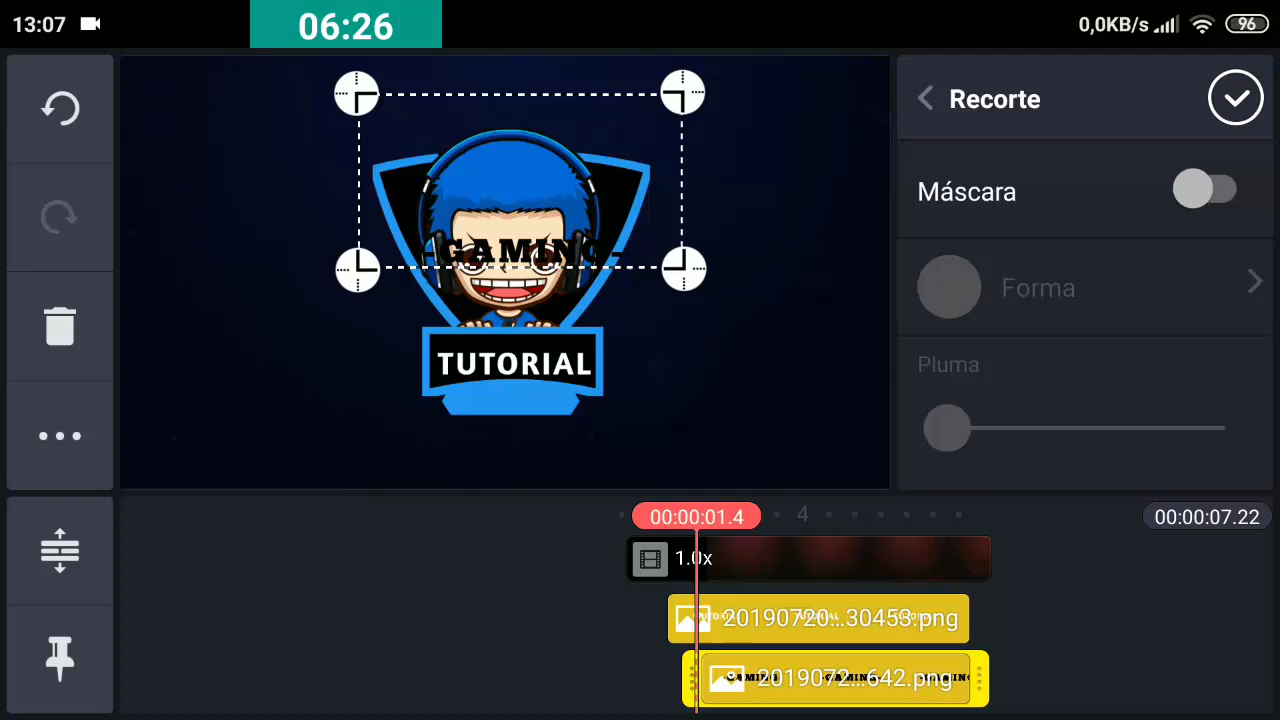 13:07
06:26
0,0KB/s
96
Recorte
Máscara
Forma
Pluma
-GAMING-
TUTORIAL
00:00:01.4
4
00:00:07.22
1.0x
20190720...30453.png
2019072...642.png